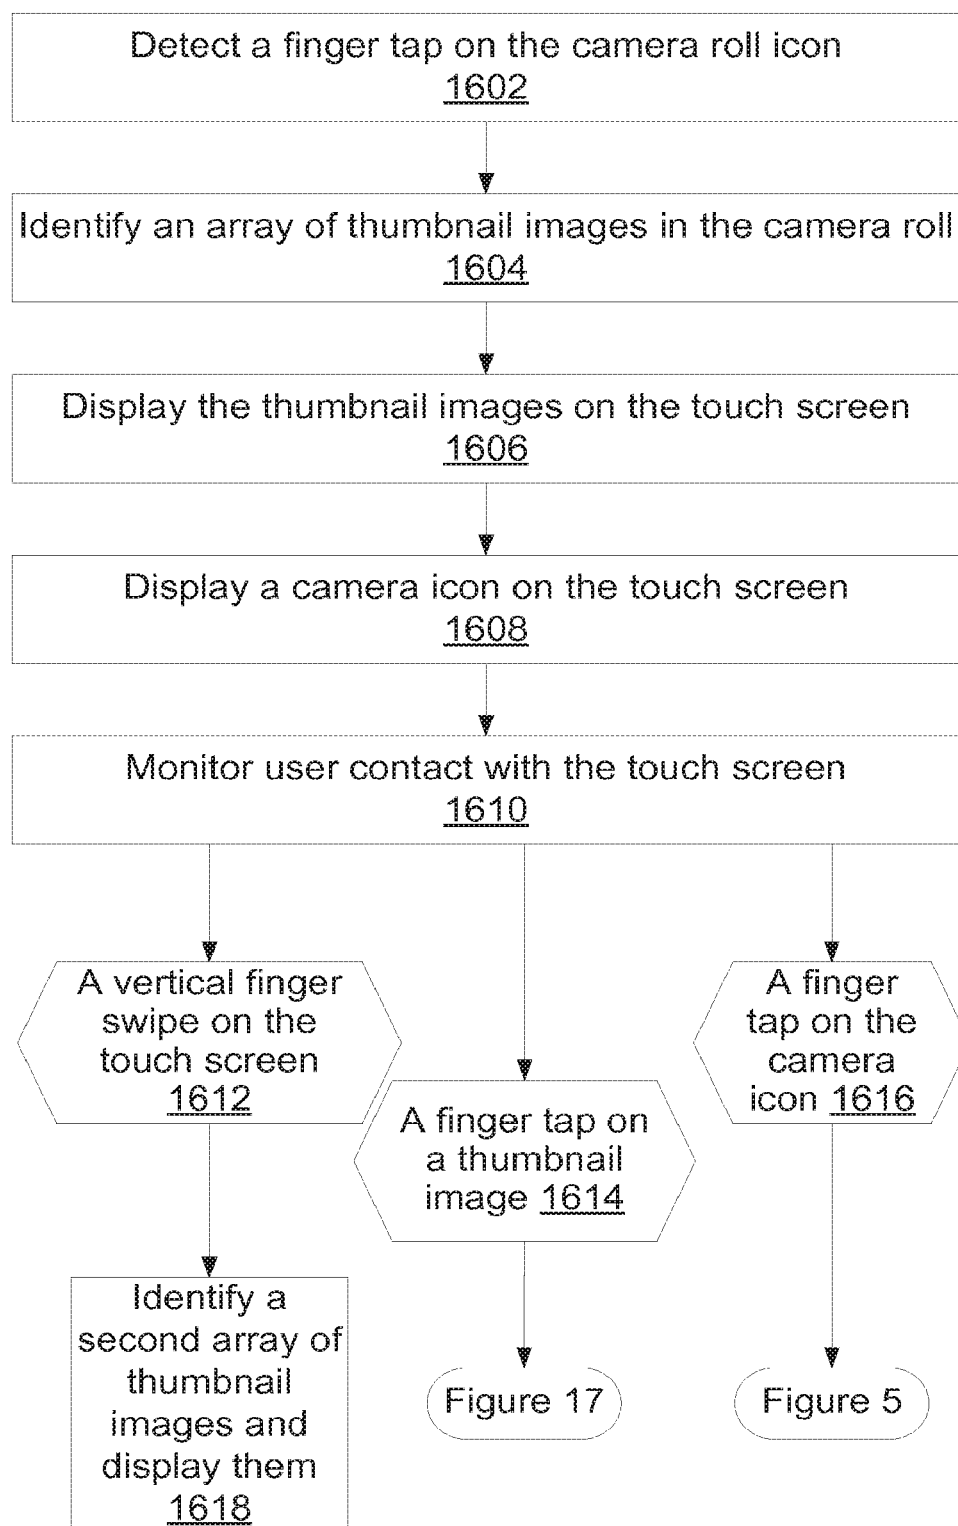 Detect a finger tap on the camera roll icon
1602
Identify an array of thumbnail images in the camera roll
1604
Display the thumbnail images on the touch screen
1606
Display a camera icon on the touch screen
1608
Monitor user contact with the touch screen
1610
A vertical finger
swipe on the
touch screen
1612
A finger tap on
a thumbnail
image 1614
A finger
tap on the
camera
icon 1616
Identify a
second array of
thumbnail
images and
display them
1618
Figure 17
Figure 5